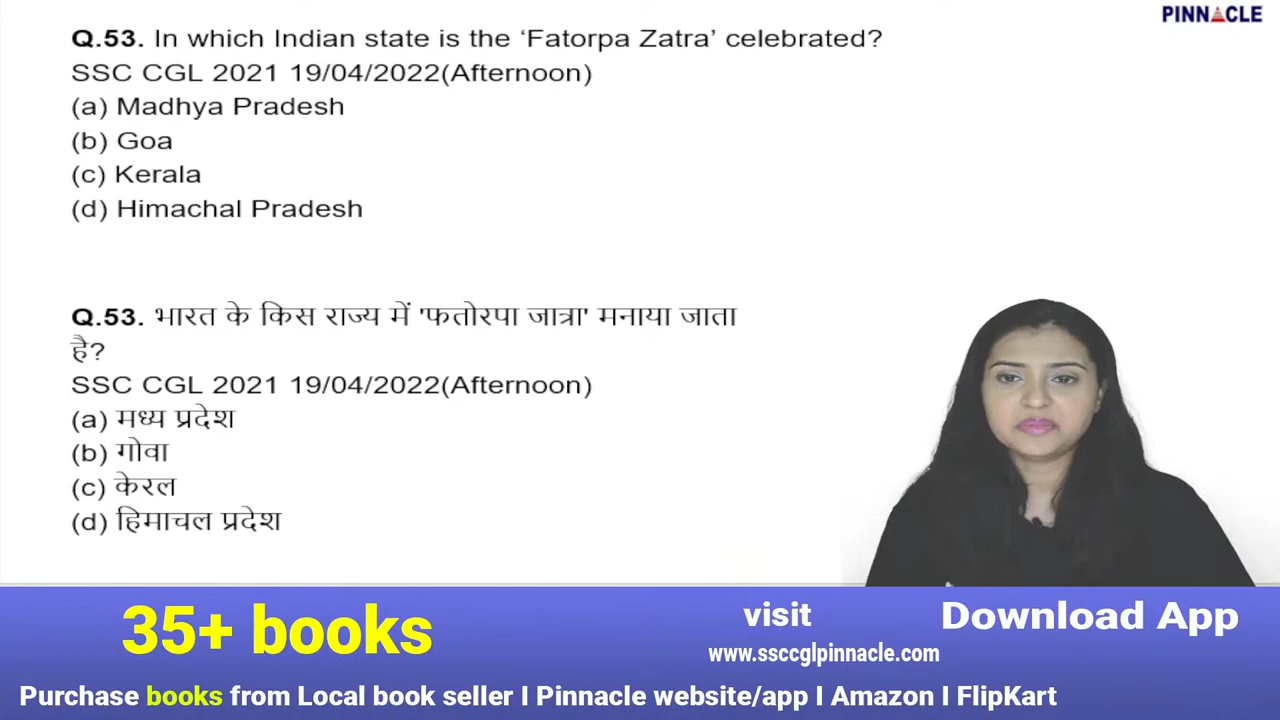 PINNACLE
Q.53. In which Indian state is the ‘Fatorpa Zatra’ celebrated?
SSC CGL 2021 19/04/2022(Afternoon)
(a) Madhya Pradesh
(b) Goa
(c) Kerala
(d) Himachal Pradesh
Q.53. भारत के किस राज्य में 'फतोरपा जात्रा' मनाया जाता
है?
SSC CGL 2021 19/04/2022(Afternoon)
(a) मध्य प्रदेश
(b) गोवा
(c) केरल
(d) हिमाचल प्रदेश
35+ books
visit
www.ssccglpinnacle.com
Download App
Purchase books from Local book seller I Pinnacle website/app I Amazon I FlipKart